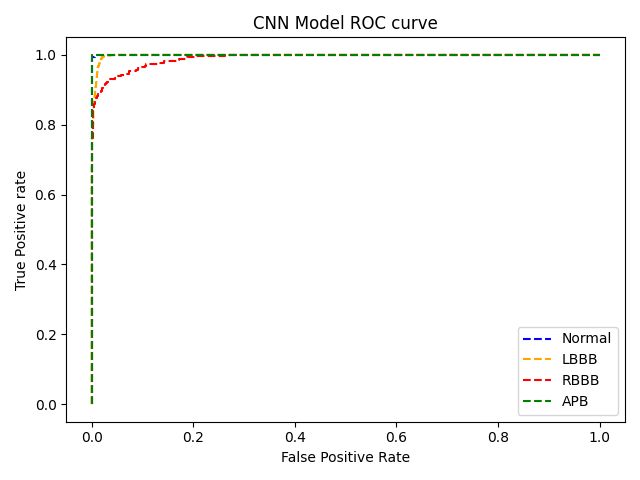 CNN Model ROC curve
True Positive rate
1.0
0.8
0.6
0.4
0.2
0.0
Normal
LBBB
RBBB
APB
0.0 0.2 0.4 0.6 0.8 1.0
False Positive Rate